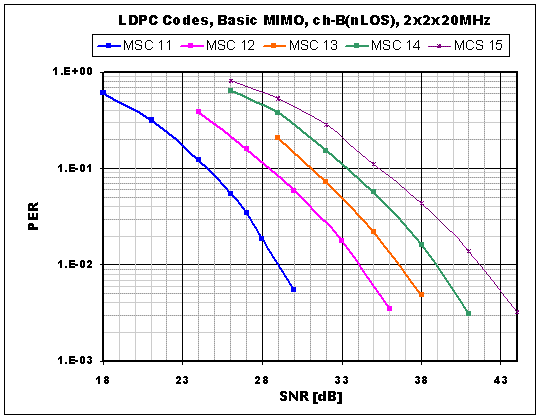 LDPC Codes, Basic MIMO, ch-B(nLOS), 2x2x20MHz
MSC 11 MSC 12 MSC 13 MSC 14 MCS 15
1.E+00
1.E-01
1.E-02
1.E-03
PER
18 23 28 33 38 43
SNR [dB]